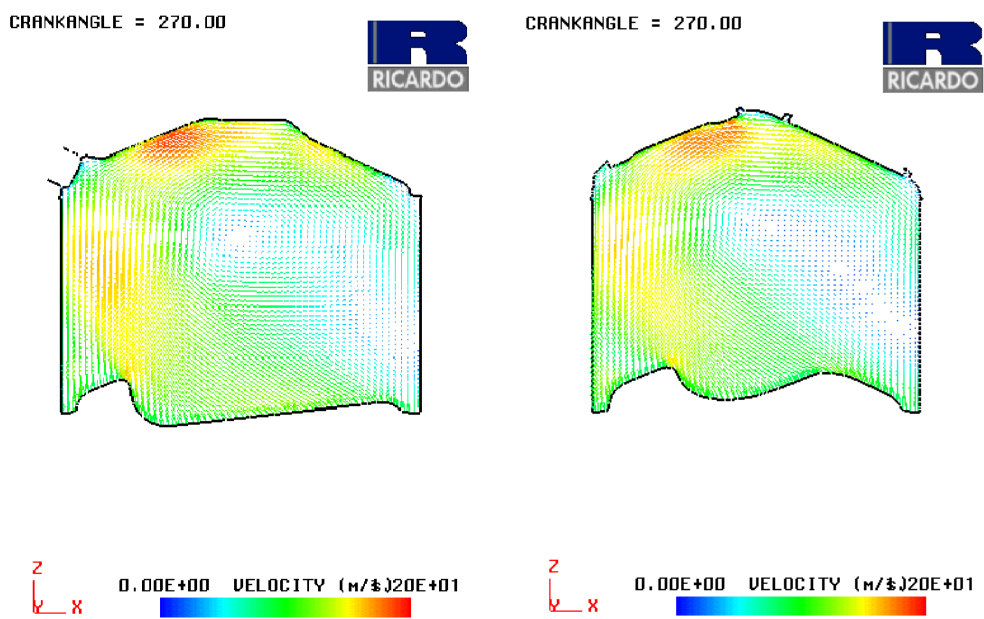 CRANKANGLE = 270.00
R
RICARDO
Z
Y X
0.00E+00 VELOCITY (m/s)20E+01
CRANKANGLE = 270.00
R
RICARDO
Z
Y X
0.00E+00 VELOCITY (m/s)20E+01